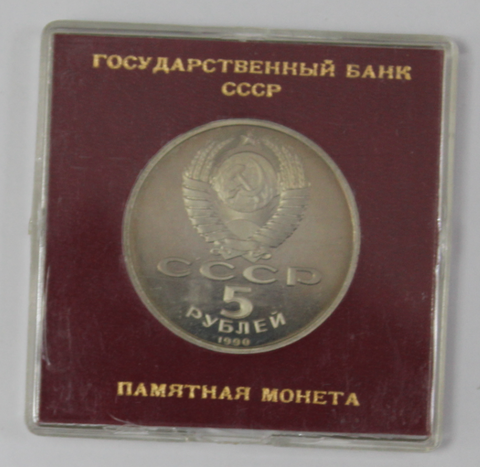 ГОСУДАРСТВЕННЫЙ БАНК
СССР
СССР
5
РУБЛЕЙ
1990
ПАМЯТНАЯ МОНЕТА